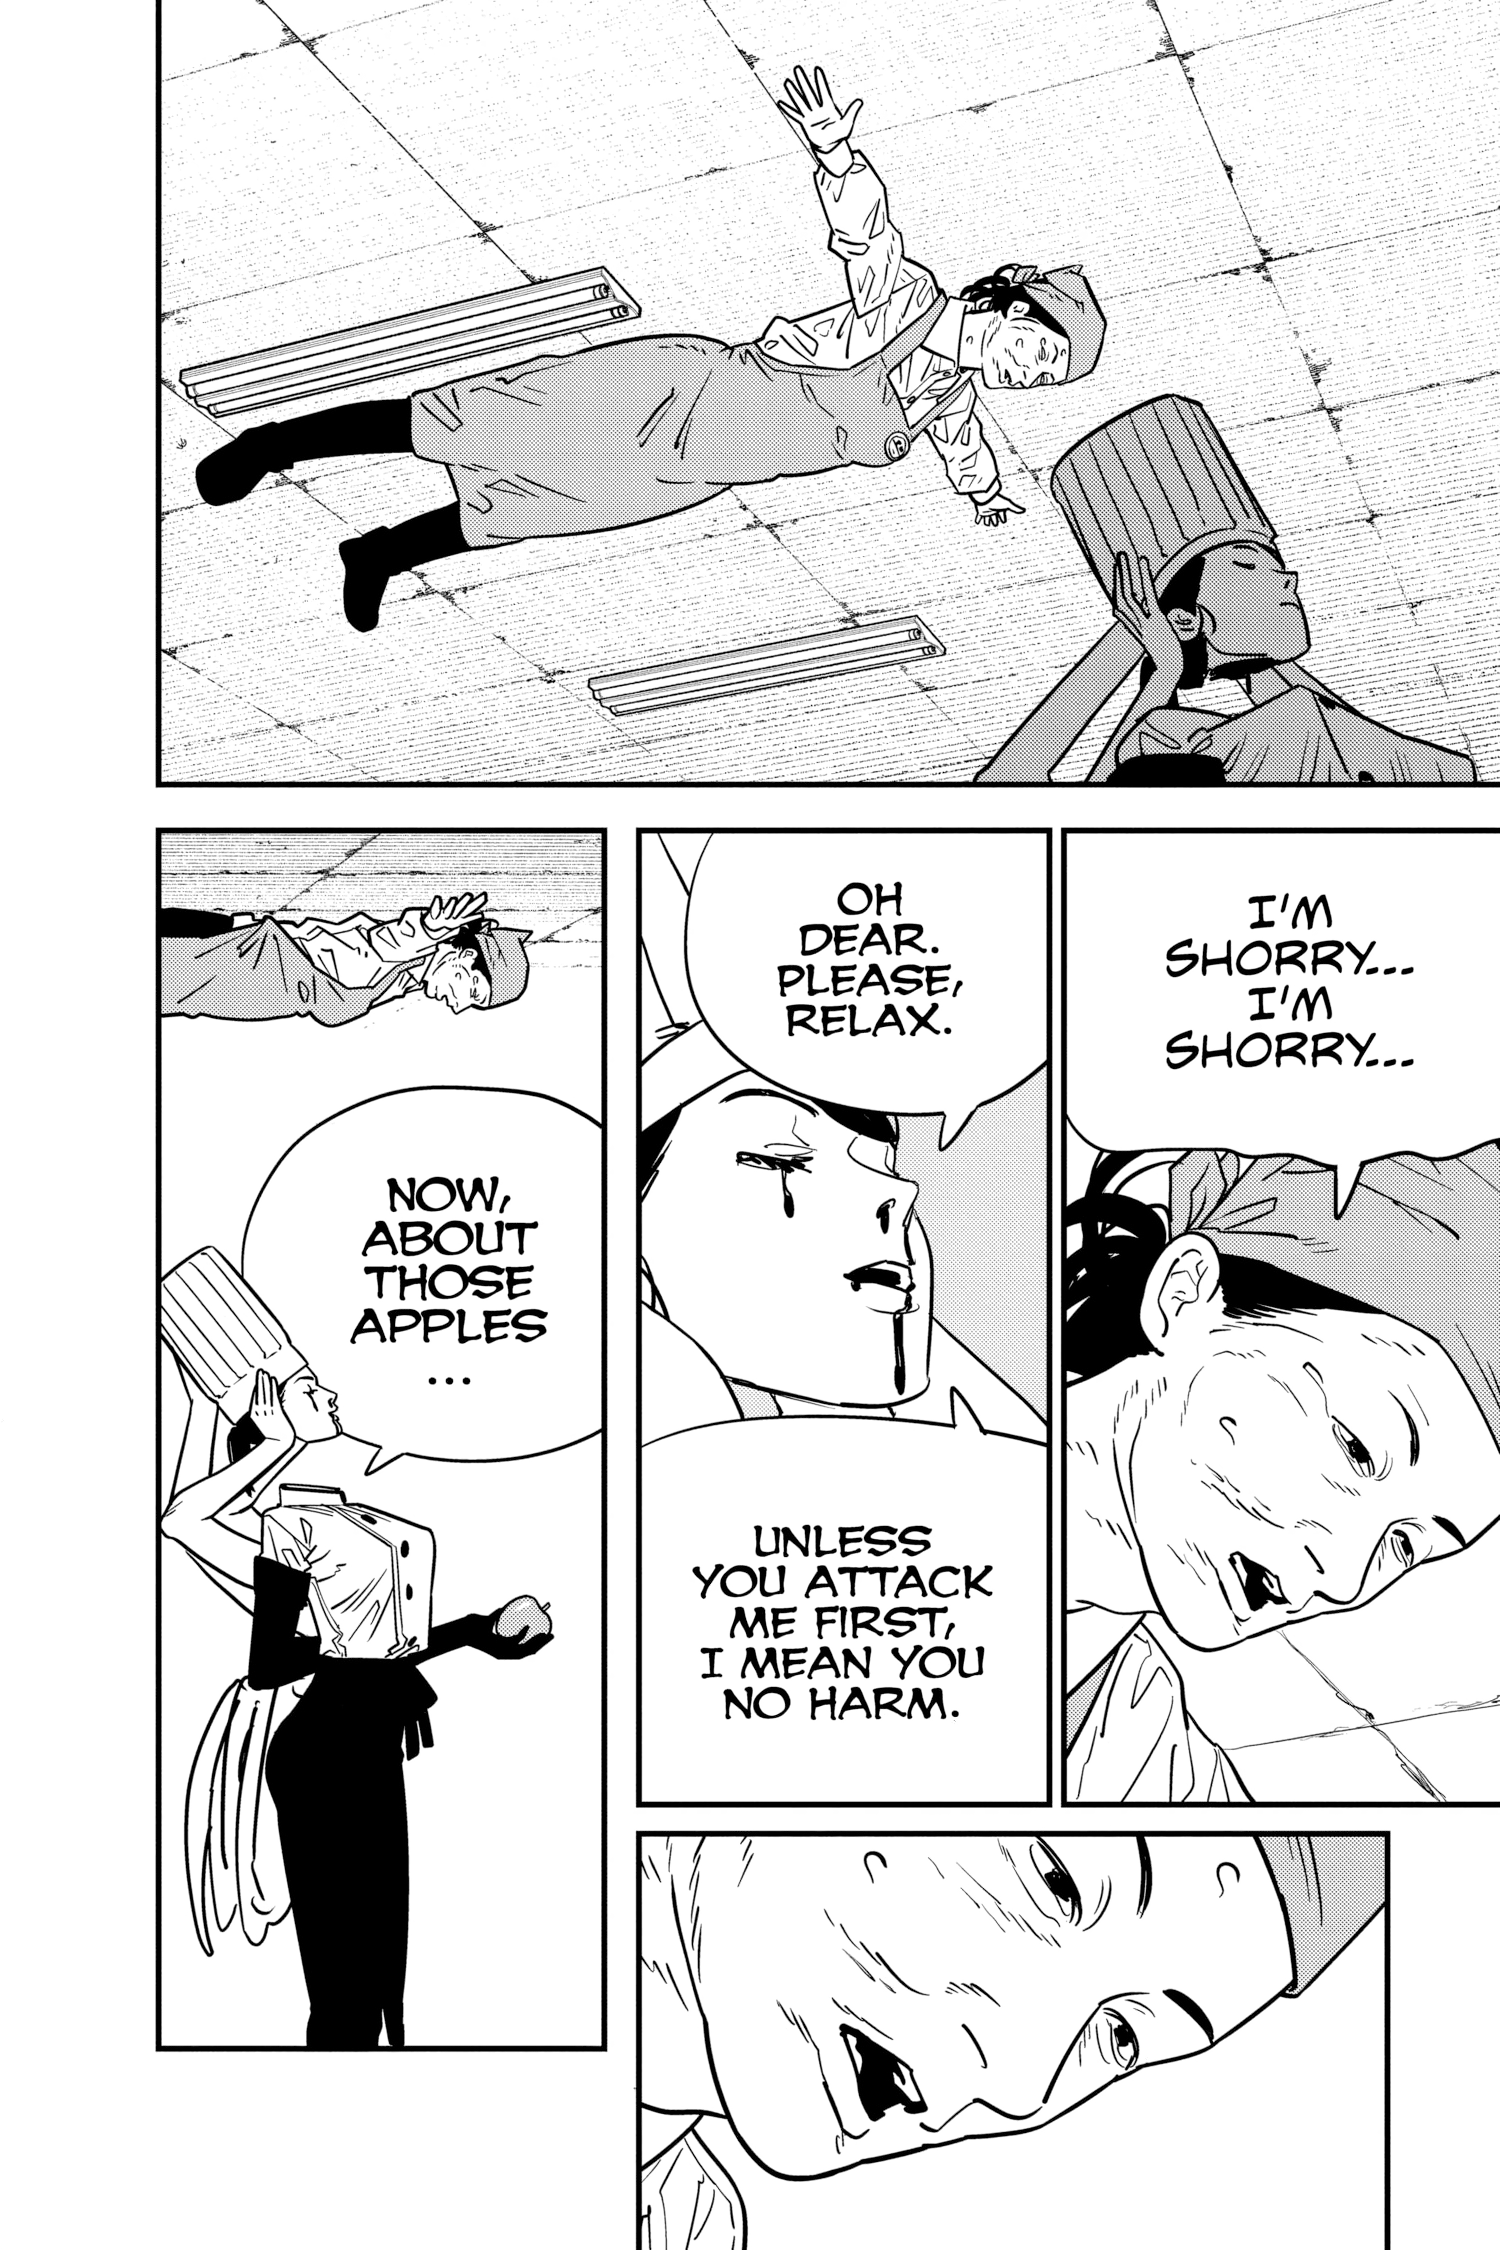 I'M
SHORRY...
I'M
SHORRY...
OH
DEAR.
PLEASE,
RELAX.
UNLESS
YOU ATTACK
ME FIRST,
I MEAN YOU
NO HARM.
NOW,
ABOUT
THOSE
APPLES
...